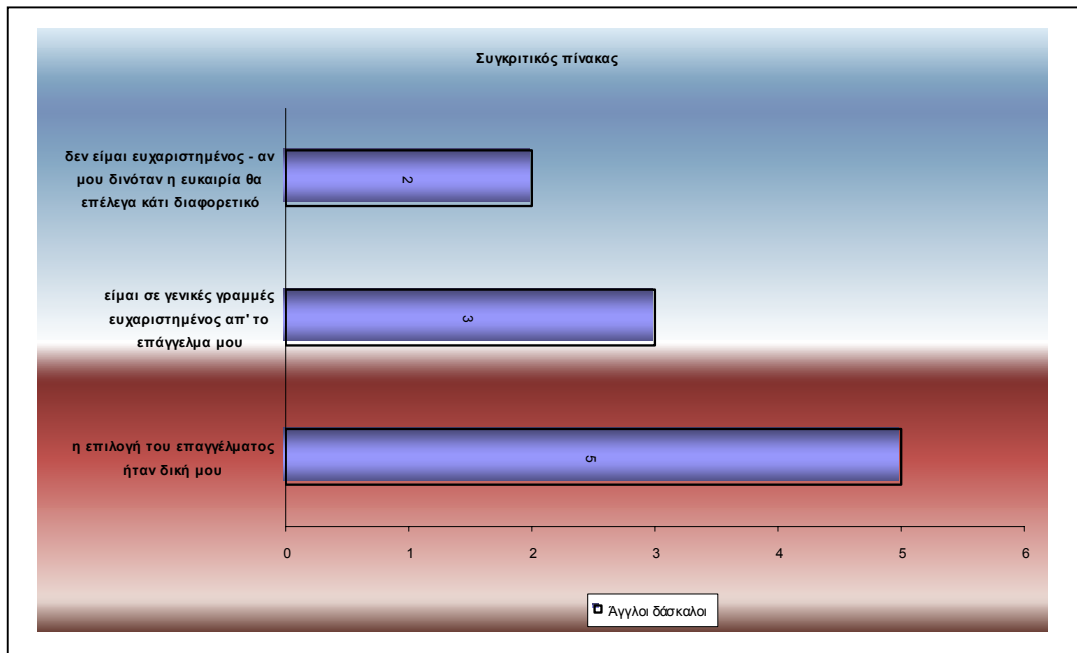 Συγκριτικός πίνακας
δεν είμαι ευχαριστημένος - αν
μου δινόταν η ευκαιρία θα
επέλεγα κάτι διαφορετικό
2
είμαι σε γενικές γραμμές
ευχαριστημένος απ' το
επάγγελμα μου
3
η επιλογή του επαγγέλματος
ήταν δική μου
5
0 1 2 3 4 5 6
Άγγλοι δάσκαλοι